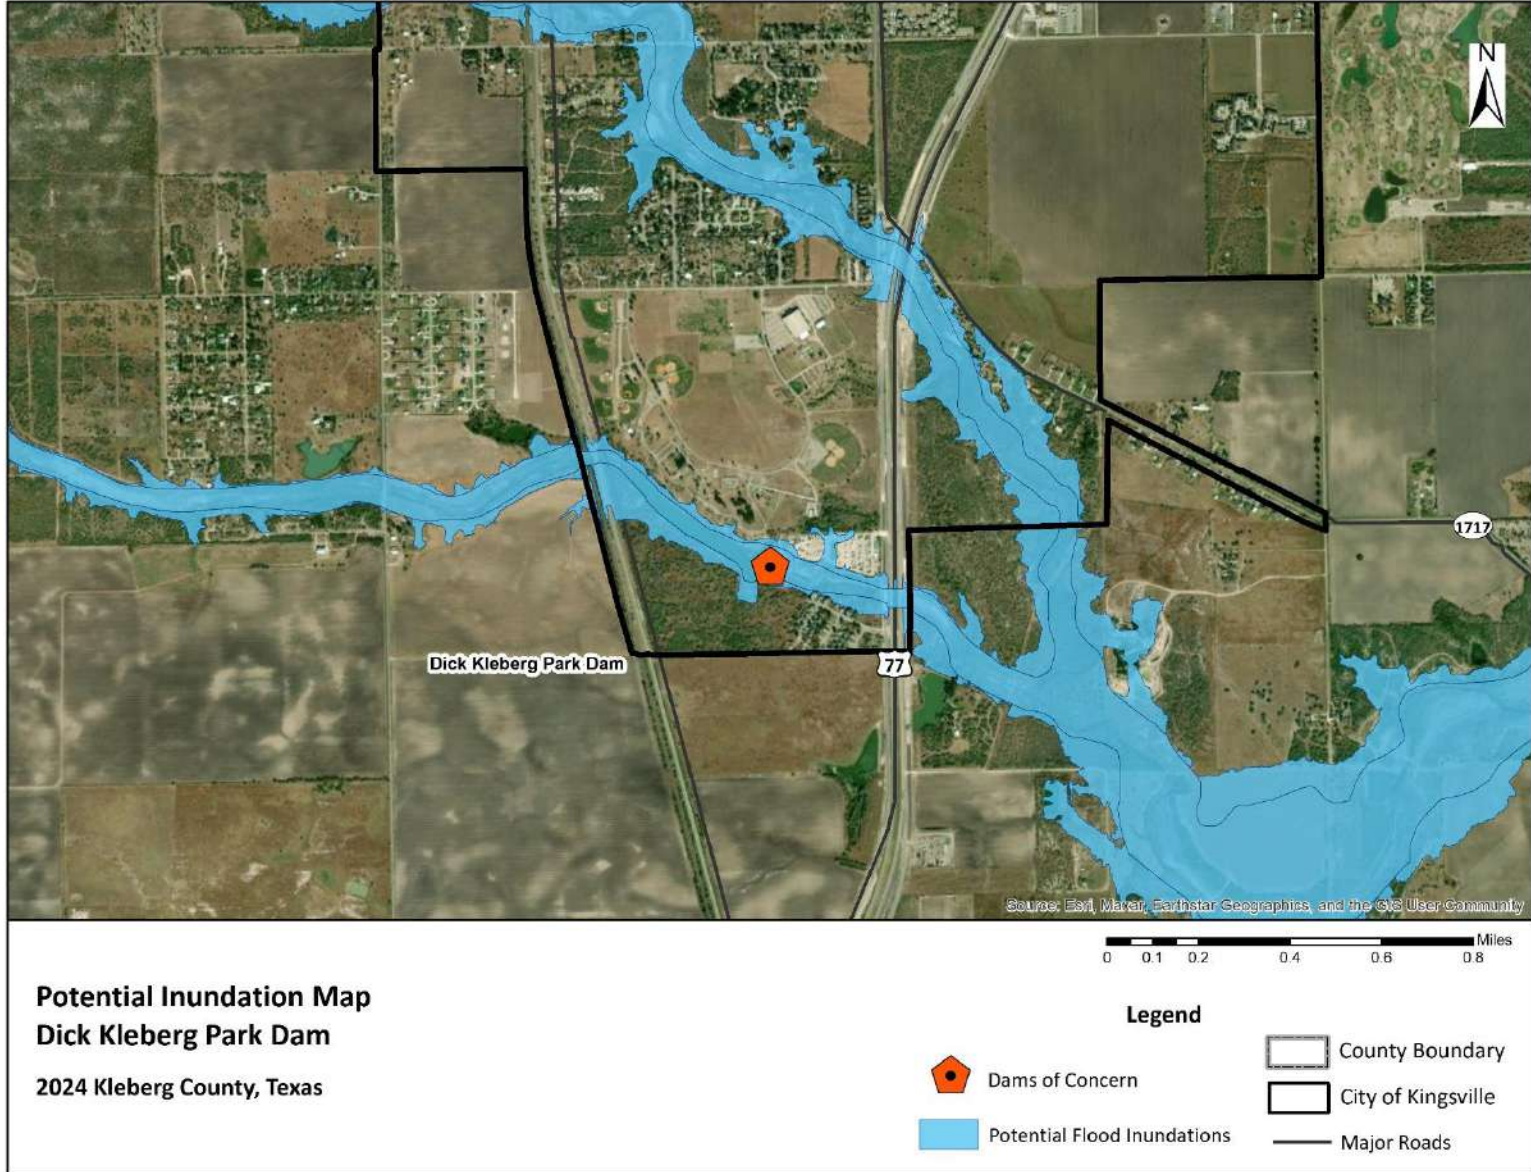 N
1717
Dick Kleberg Park Dam
77
Source: Esri, Maxar, Earthstar Geographics, and the GIS User Community
Miles
0 0.1 0.2 0.4 0.6 0.8
Potential Inundation Map
Dick Kleberg Park Dam
2024 Kleberg County, Texas
Legend
Dams of Concern
Potential Flood Inundations
County Boundary
City of Kingsville
Major Roads